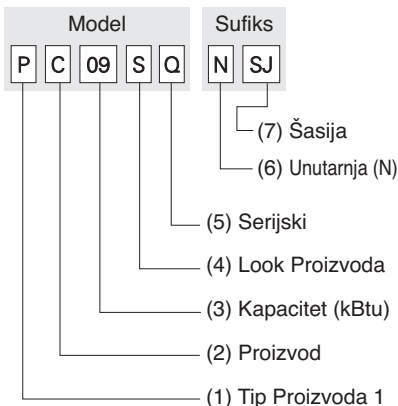 Model Sufiks
P C 09 S Q N SJ
(7) Šasija
(6) Unutarnja (N)
(5) Serijski
(4) Look Proizvoda
(3) Kapacitet (kBtu)
(2) Proizvod
(1) Tip Proizvoda 1